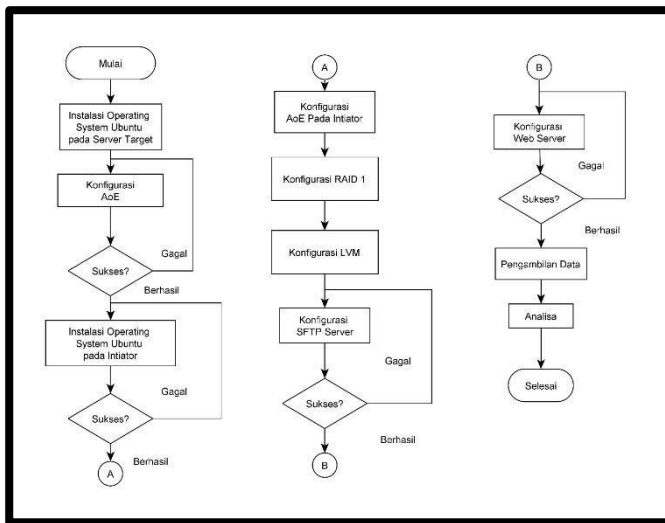 Mulai
Instalasi Operating
System Ubuntu
pada Server Target
Konfigurasi
AoE
Gagal
Sukses?
Berhasil
Instalasi Operating
System Ubuntu
pada Intiator
Gagal
Sukses?
Berhasil
A
A
Konfigurasi
AoE Pada Intiator
Konfigurasi RAID 1
Konfigurasi LVM
Konfigurasi
SFTP Server
Gagal
Sukses?
Berhasil
B
B
Konfigurasi
Web Server
Gagal
Sukses?
Berhasil
Pengambilan Data
Analisa
Selesai